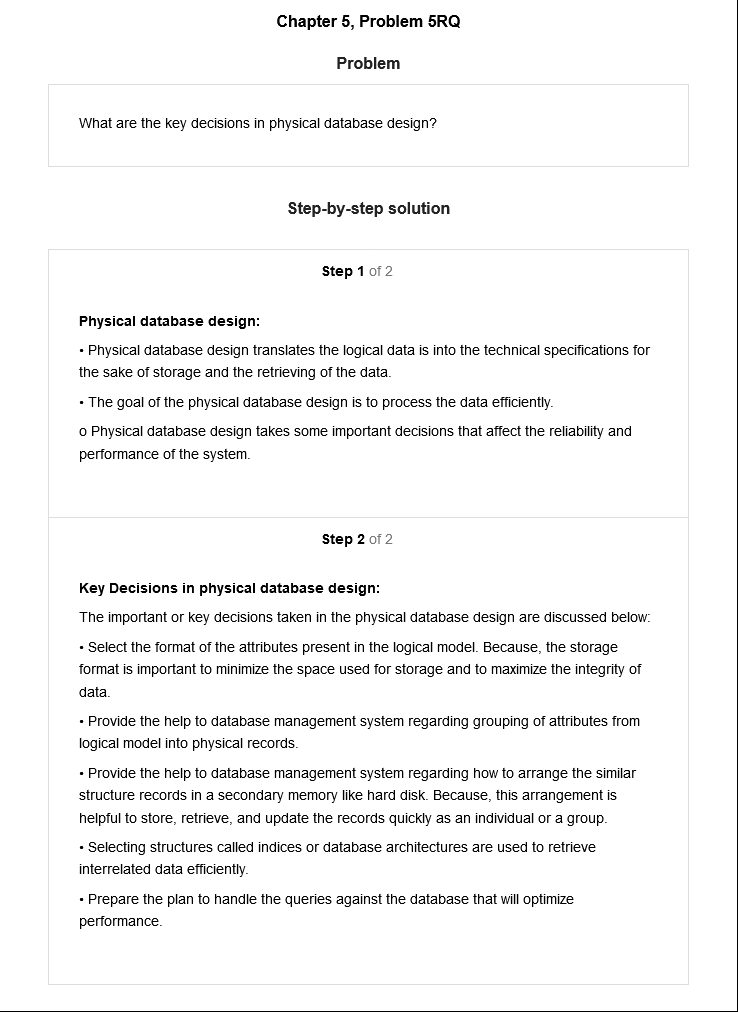 Chapter 5, Problem 5RQ
Problem
What are the key decisions in physical database design?
Step-by-step solution
Step 1 of 2
Physical database design:
• Physical database design translates the logical data is into the technical specifications for
the sake of storage and the retrieving of the data.
• The goal of the physical database design is to process the data efficiently.
o Physical database design takes some important decisions that affect the reliability and
performance of the system.
Step 2 of 2
Key Decisions in physical database design:
The important or key decisions taken in the physical database design are discussed below:
• Select the format of the attributes present in the logical model. Because, the storage
format is important to minimize the space used for storage and to maximize the integrity of
data.
• Provide the help to database management system regarding grouping of attributes from
logical model into physical records.
• Provide the help to database management system regarding how to arrange the similar
structure records in a secondary memory like hard disk. Because, this arrangement is
helpful to store, retrieve, and update the records quickly as an individual or a group.
• Selecting structures called indices or database architectures are used to retrieve
interrelated data efficiently.
• Prepare the plan to handle the queries against the database that will optimize
performance.